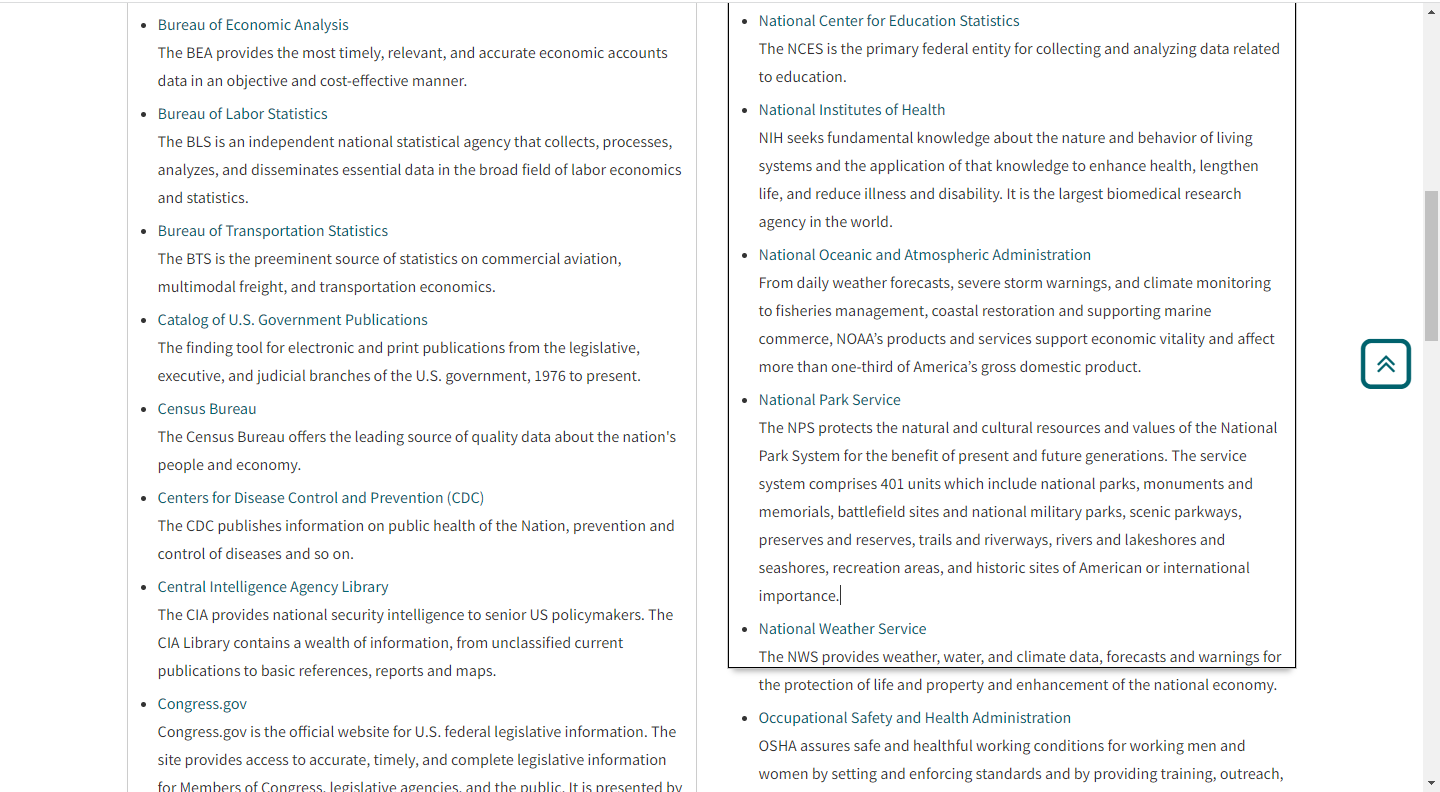 Bureau of Economic Analysis
The BEA provides the most timely, relevant, and accurate economic accounts
data in an objective and cost-effective manner.
Bureau of Labor Statistics
The BLS is an independent national statistical agency that collects, processes,
analyzes, and disseminates essential data in the broad field of labor economics
and statistics.
Bureau of Transportation Statistics
The BTS is the preeminent source of statistics on commercial aviation,
multimodal freight, and transportation economics.
Catalog of U.S. Government Publications
The finding tool for electronic and print publications from the legislative,
executive, and judicial branches of the U.S. government, 1976 to present.
Census Bureau
The Census Bureau offers the leading source of quality data about the nation's
people and economy.
Centers for Disease Control and Prevention (CDC)
The CDC publishes information on public health of the Nation, prevention and
control of diseases and so on.
Central Intelligence Agency Library
The CIA provides national security intelligence to senior US policymakers. The
CIA Library contains a wealth of information, from unclassified current
publications to basic references, reports and maps.
Congress.gov
Congress.gov is the official website for U.S. federal legislative information. The
site provides access to accurate, timely, and complete legislative information
for Members of Congress, legislative agencies, and the public. It is presented by
National Center for Education Statistics
The NCES is the primary federal entity for collecting and analyzing data related
to education.
National Institutes of Health
NIH seeks fundamental knowledge about the nature and behavior of living
systems and the application of that knowledge to enhance health, lengthen
life, and reduce illness and disability. It is the largest biomedical research
agency in the world.
National Oceanic and Atmospheric Administration
From daily weather forecasts, severe storm warnings, and climate monitoring
to fisheries management, coastal restoration and supporting marine
commerce, NOAA’s products and services support economic vitality and affect
more than one-third of America’s gross domestic product.
National Park Service
The NPS protects the natural and cultural resources and values of the National
Park System for the benefit of present and future generations. The service
system comprises 401 units which include national parks, monuments and
memorials, battlefield sites and national military parks, scenic parkways,
preserves and reserves, trails and riverways, rivers and lakeshores and
seashores, recreation areas, and historic sites of American or international
importance.
National Weather Service
The NWS provides weather, water, and climate data, forecasts and warnings for
the protection of life and property and enhancement of the national economy.
Occupational Safety and Health Administration
OSHA assures safe and healthful working conditions for working men and
women by setting and enforcing standards and by providing training, outreach,